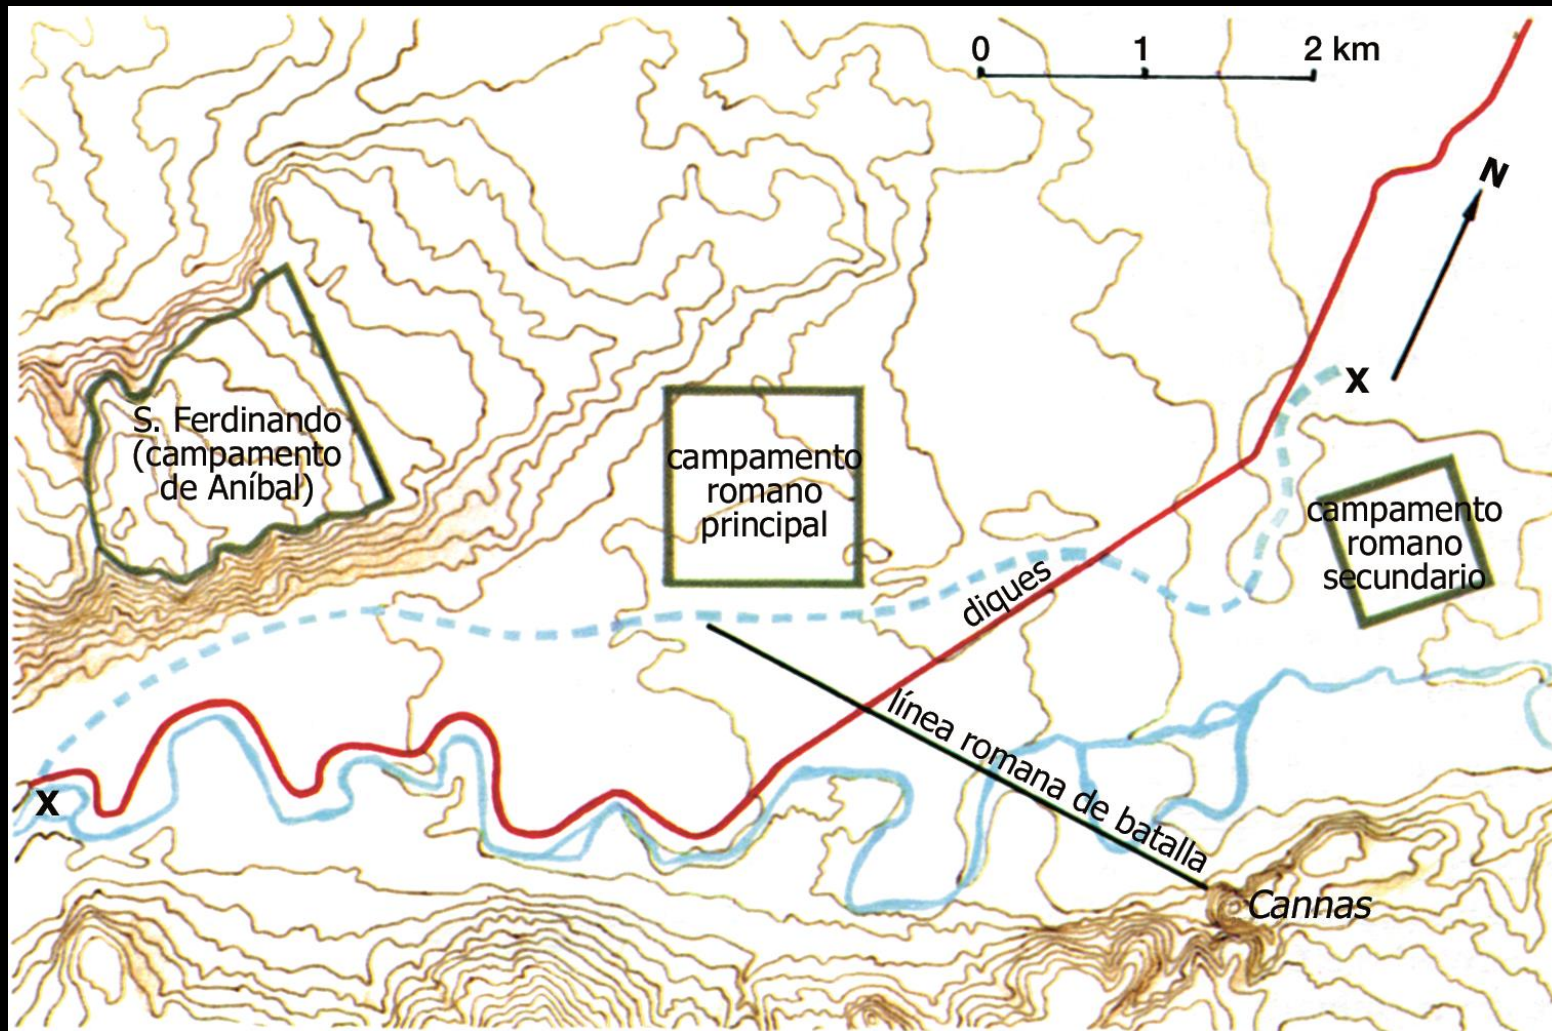 0 1 2 km
N
X
S. Ferdinando
(campamento
de Aníbal)
campamento
romano
principal
campamento
romano
secundario
diques
línea romana de batalla
X
Cannas